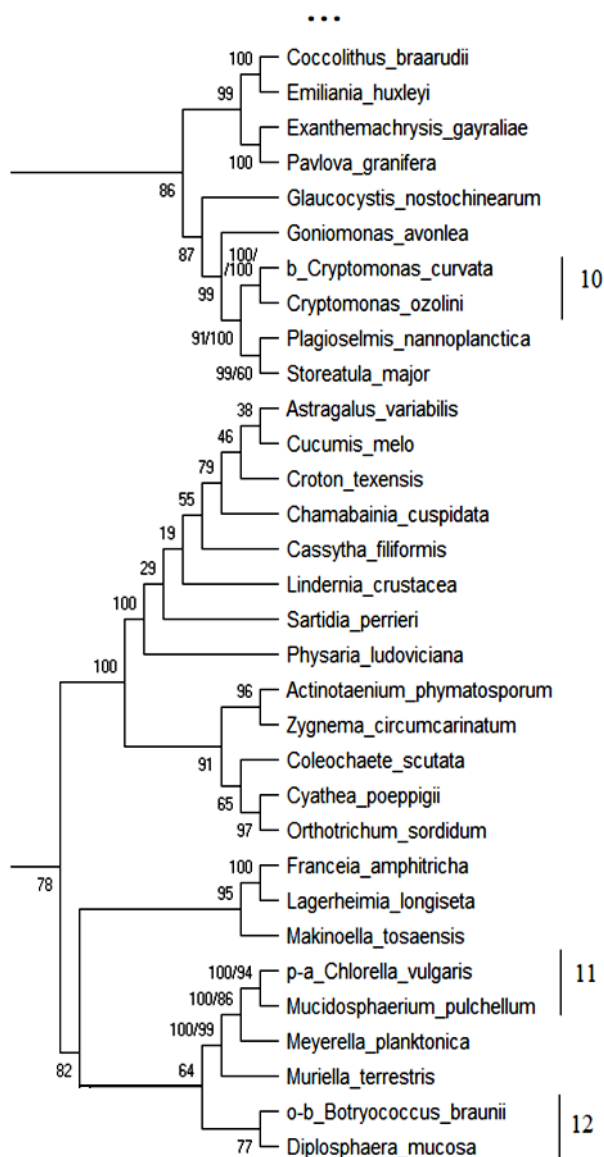 ...
100 Coccolithus_braarudii
Emiliania_huxleyi
99
Exanthemachrysis_gayraliae
100 Pavlova_granifera
86
Glaucocystis_nostochinearum
87
Goniomonas_avonlea
100/
/100 b_Cryptomonas_curvata
10
99
Cryptomonas_ozolini
91/100
Plagioselmis_nannoplanctica
99/60 Storeatula_major
38 Astragalus_variabilis
46
Cucumis_melo
79
Croton_texensis
55
Chamabainia_cuspidata
19
Cassytha_filiformis
29
Lindernia_crustacea
100
Sartidia_perrieri
100
Physaria_ludoviciana
96 Actinotaenium_phymatosporum
Zygnema_circumcarinatum
91
Coleochaete_scutata
65
Cyathea_poeppigii
97 Orthotrichum_sordidum
100 Franceia_amphitricha
78
95
Lagerheimia_longiseta
Makinoella_tosaensis
100/94 p-a_Chlorella_vulgaris
11
100/86
Mucidosphaerium_pulchellum
100/99
Meyerella_planktonica
82
64
Muriella_terrestris
o-b_Botryococcus_braunii
12
77 Diplosphaera_mucosa